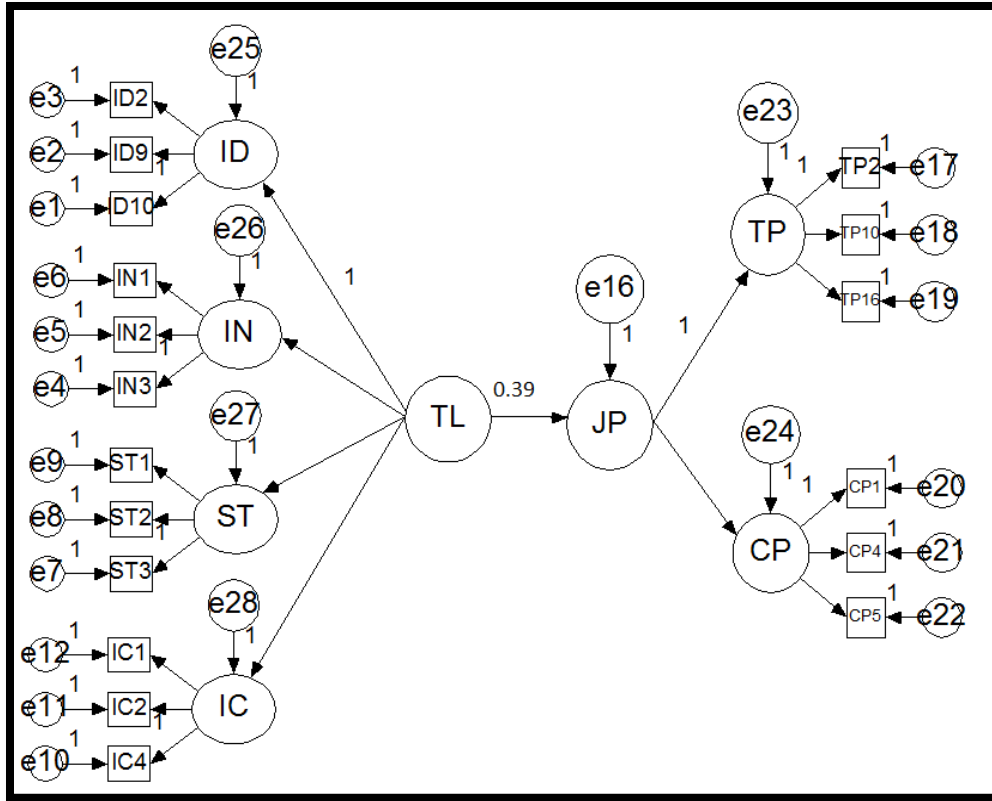 e25
1
1
e3
ID2
1
e2
ID9
ID
1
1
e1
ID10
e26
1
1
e6
IN1
1
e5
IN2
IN
1
1
e4
IN3
1
e27
1
1
e9
ST1
1
e8
ST2
ST
1
1
e7
ST3
e28
1
1
e12
IC1
1
e11
IC2
IC
1
1
e10
IC4
TL
0.39
e16
1
JP
1
e23
1
1
TP
TP2
1
e17
TP10
1
e18
TP16
1
e19
e24
1
1
CP
CP1
1
e20
CP4
1
e21
CP5
1
e22